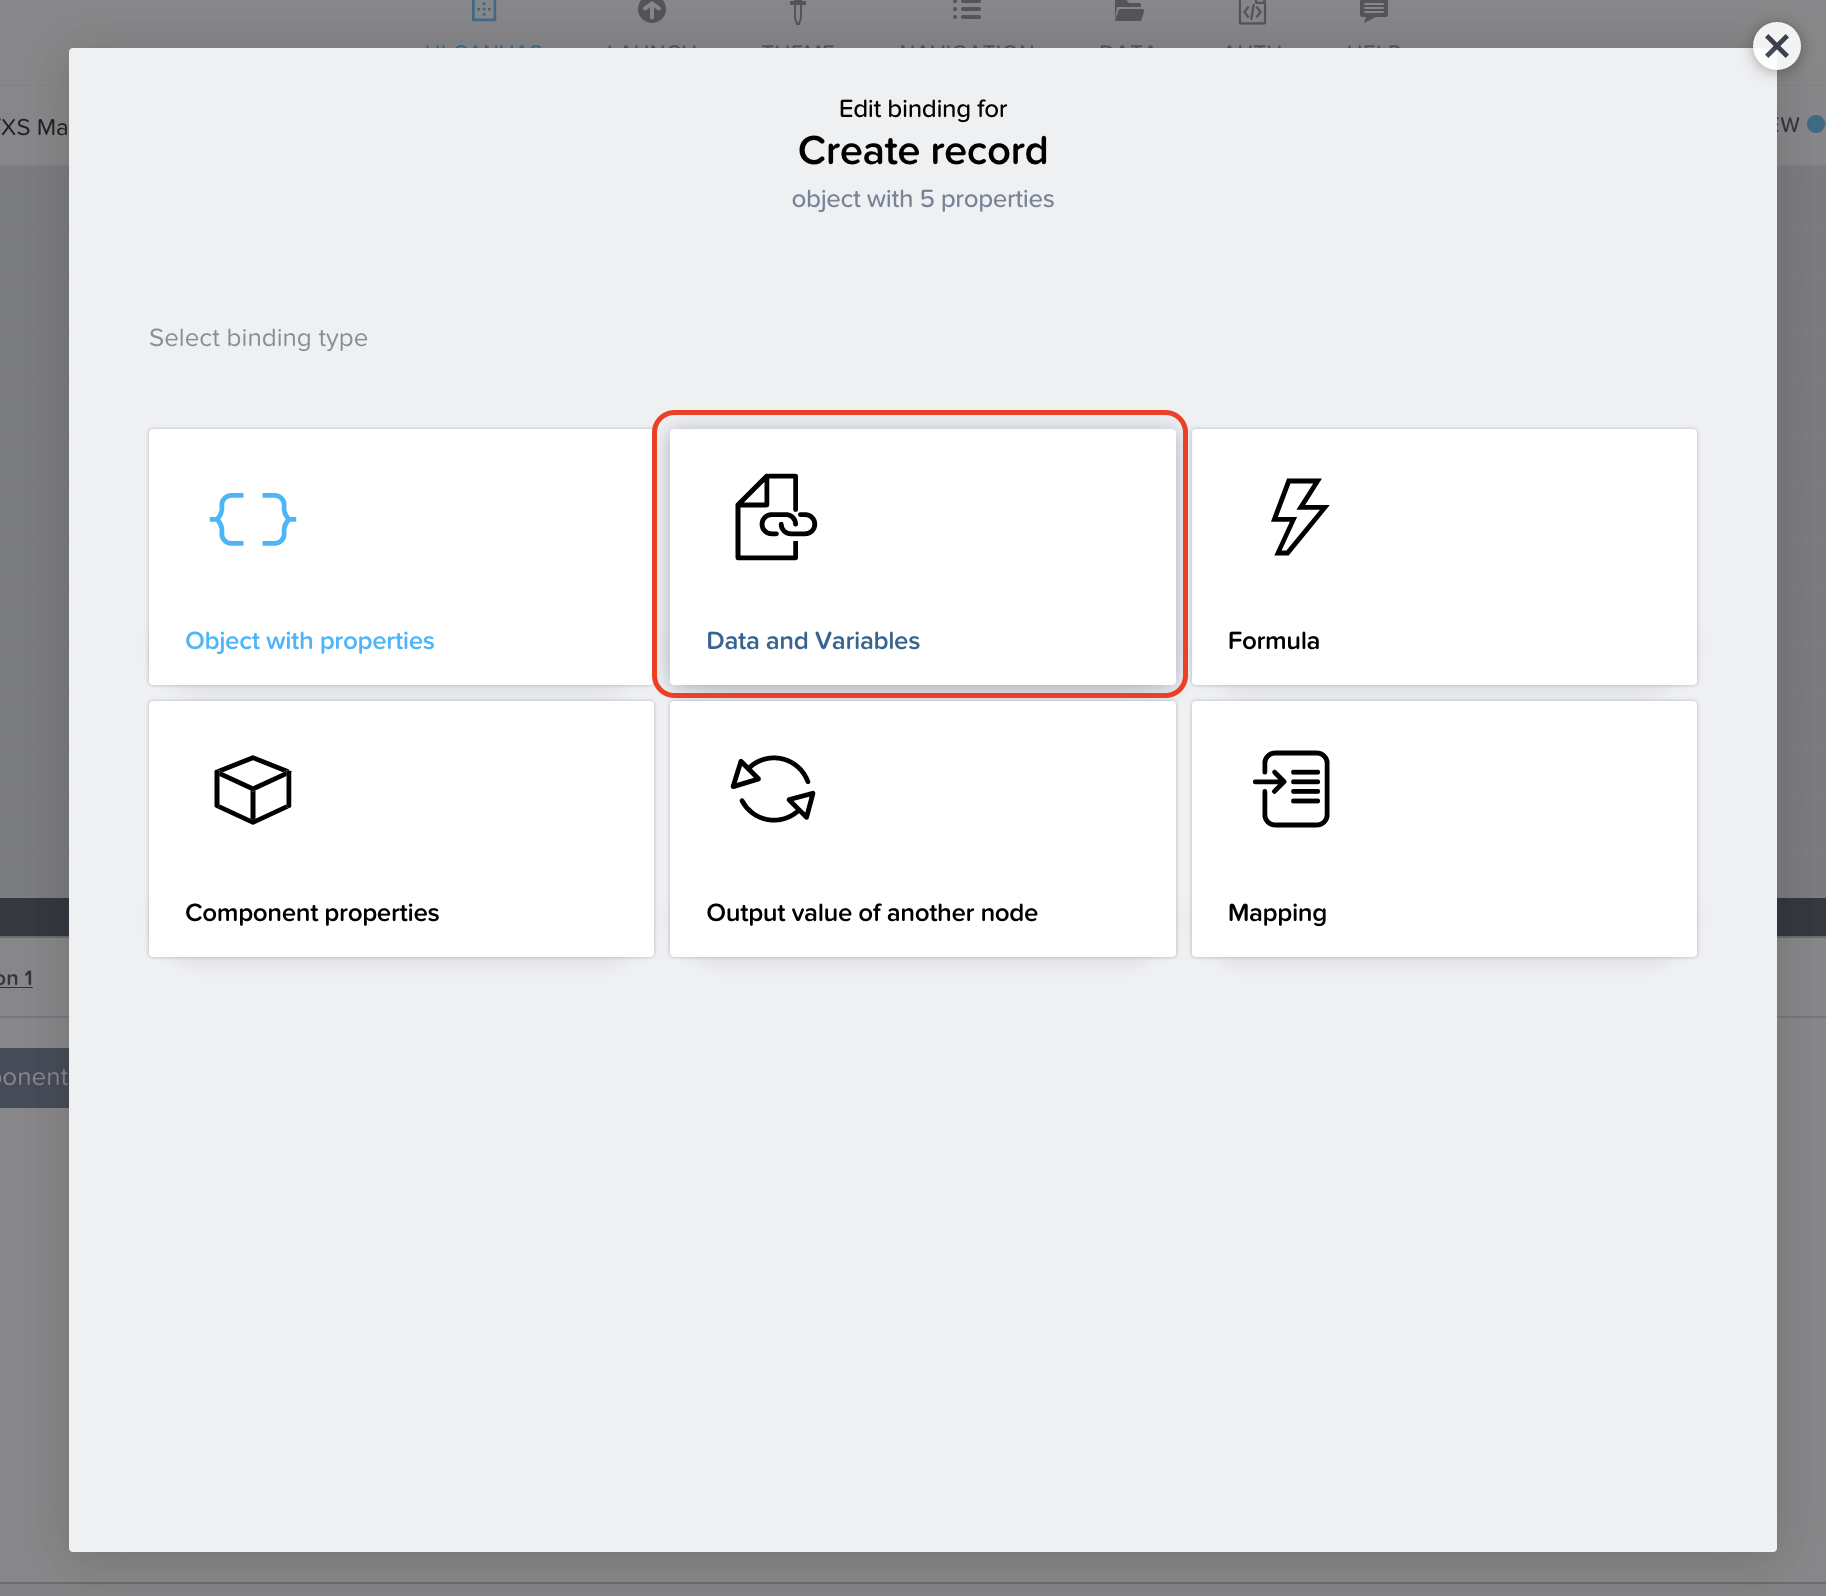 Edit binding for
Create record
object with 5 properties
XS Ma
EW
Select binding type
Object with properties
Data and Variables
Formula
Component properties
Output value of another node
Mapping
on 1
onent